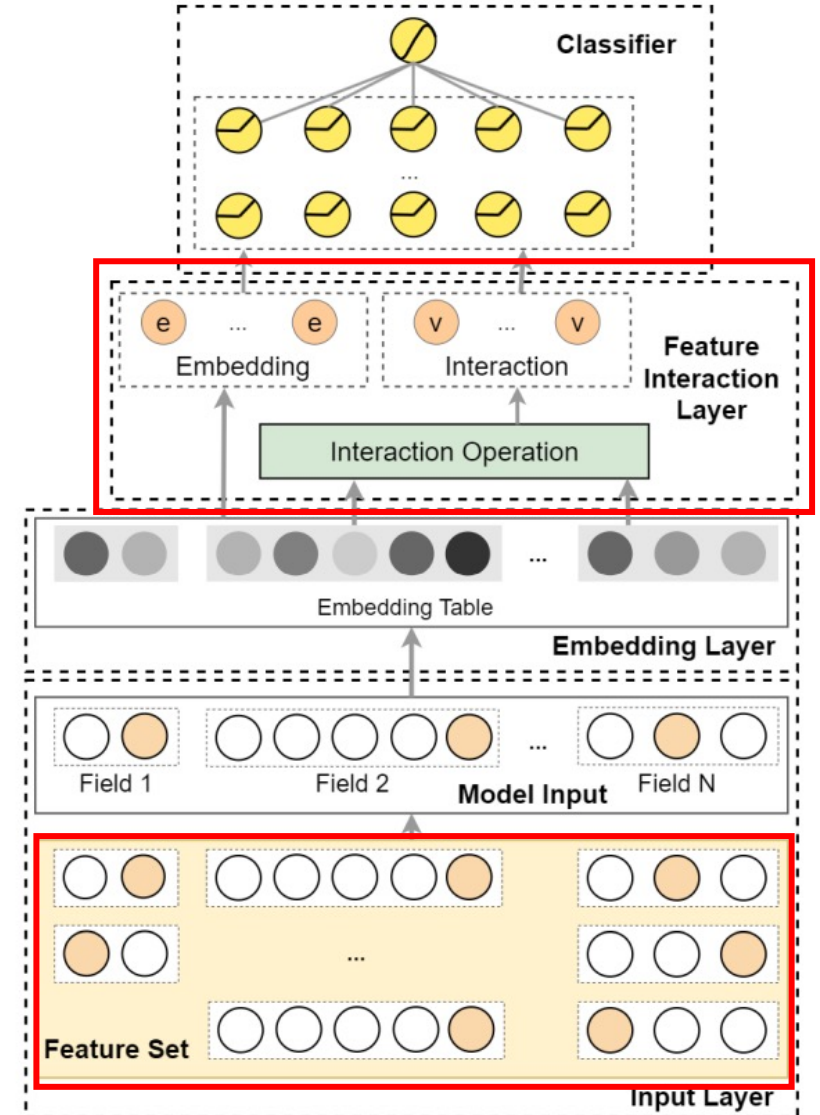 Classifier
...
e ... e
v ... v
Embedding
Interaction
Feature
Interaction
Layer
Interaction Operation
...
Embedding Table
Embedding Layer
...
Field 1
Field 2
Field N
Model Input
...
Feature Set
Input Layer